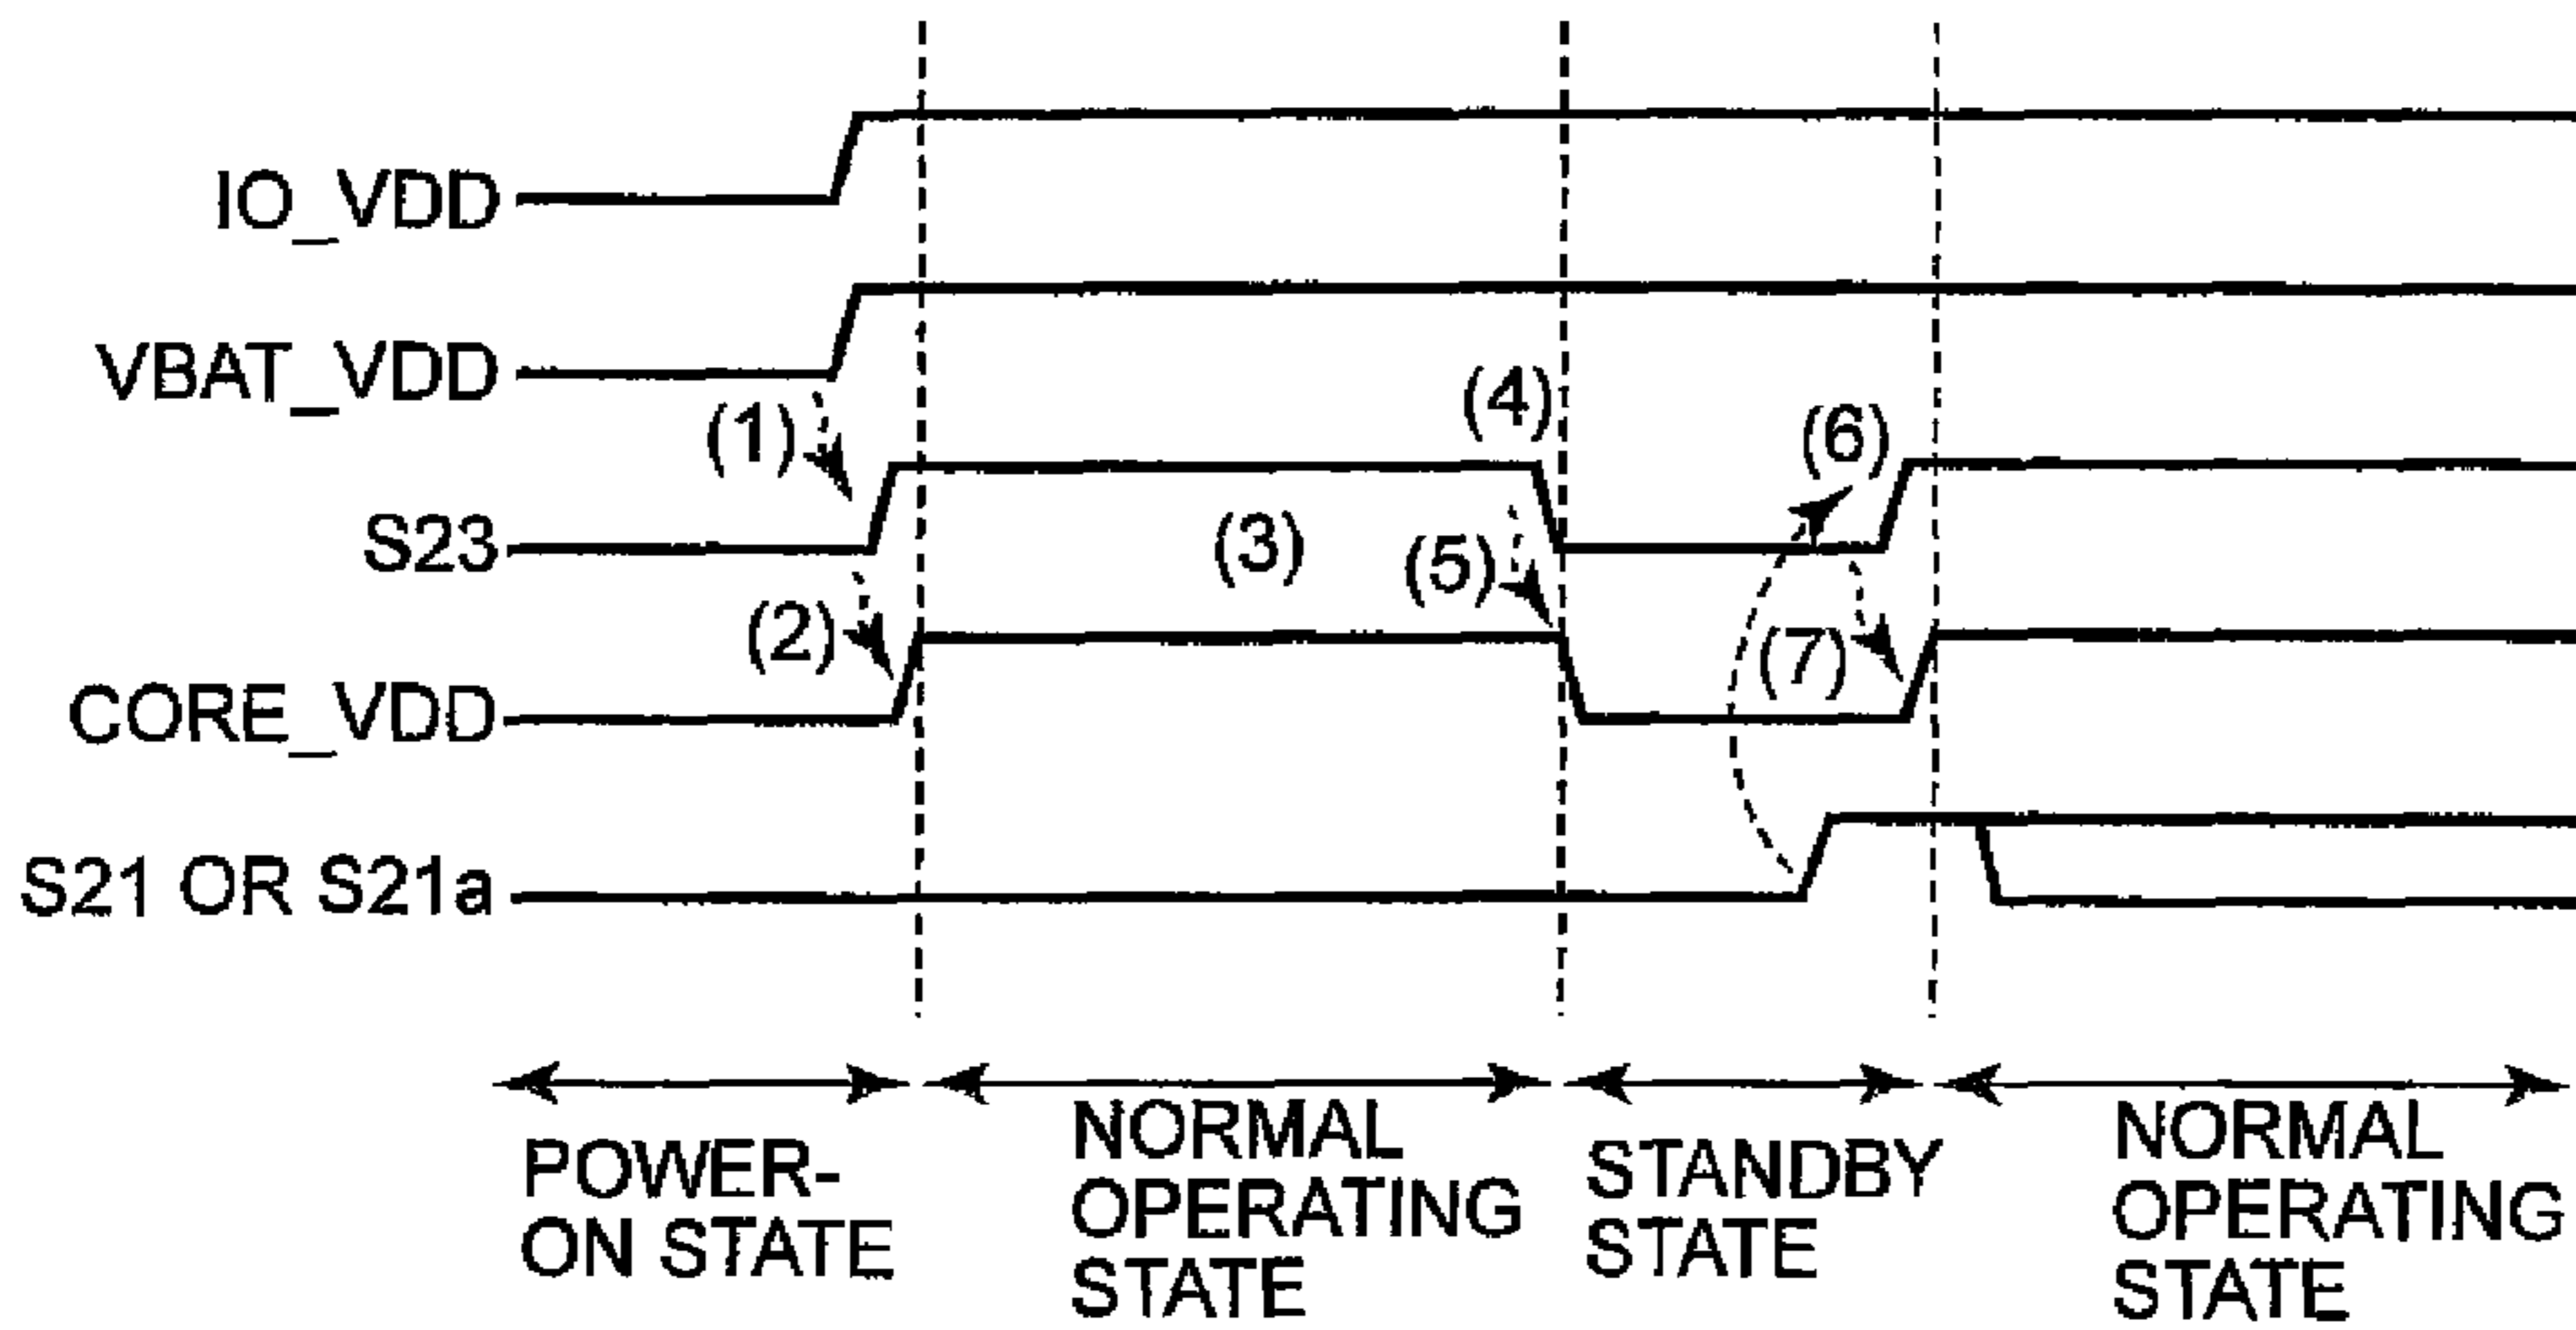 IO_VDD
VBAT_VDD
(1)
(4)
(6)
S23
(3)
(5)
(2)
(7)
CORE_VDD
S21 OR S21a
POWER-
ON STATE
NORMAL
OPERATING
STATE
STANDBY
STATE
NORMAL
OPERATING
STATE